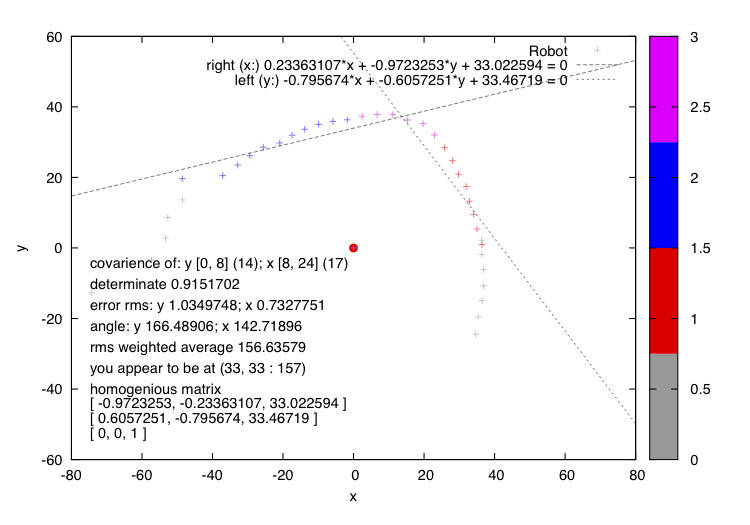 60
40
20
0
-20
-40
-60
-80
-60
-40
-20
0
20
40
60
80
y
x
Robot
right (x:) 0.23363107*x + -0.9723253*y + 33.022594 = 0
left (y:) -0.795674*x + -0.6057251*y + 33.46719 = 0
covarience of: y [0, 8] (14); x [8, 24] (17)
determinate 0.9151702
error rms: y 1.0349748; x 0.7327751
angle: y 166.48906; x 142.71896
rms weighted average 156.63579
you appear to be at (33, 33 : 157)
homogenious matrix
[ -0.9723253, -0.23363107, 33.022594 ]
[ 0.6057251, -0.795674, 33.46719 ]
[ 0, 0, 1 ]
3
2.5
2
1.5
1
0.5
0